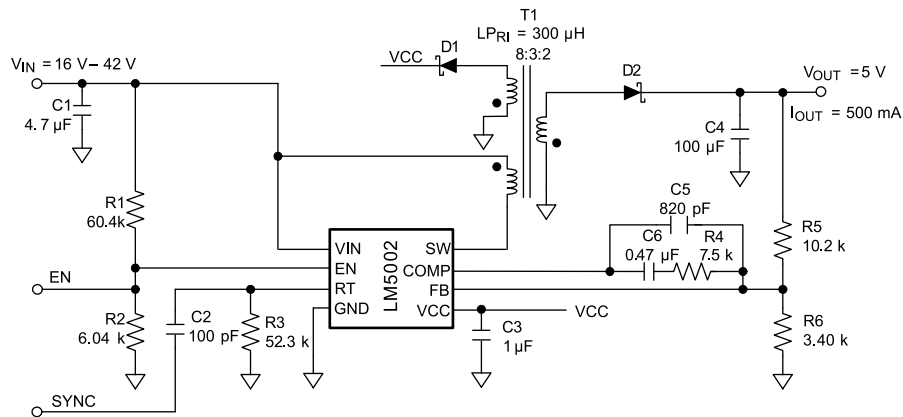 T1
LPRI = 300 µH
8:3:2
VIN = 16 V – 42 V
VCC
D1
D2
VOUT = 5 V
IOUT = 500 mA
C1
4.7 µF
C4
100 µF
R1
60.4k
C5
820 pF
C6
0.47 µF
R4
7.5 k
R5
10.2 k
VIN
EN
RT
GND
LM5002
SW
COMP
FB
VCC
EN
R2
6.04 k
C2
100 pF
R3
52.3 k
C3
1 µF
VCC
R6
3.40 k
SYNC